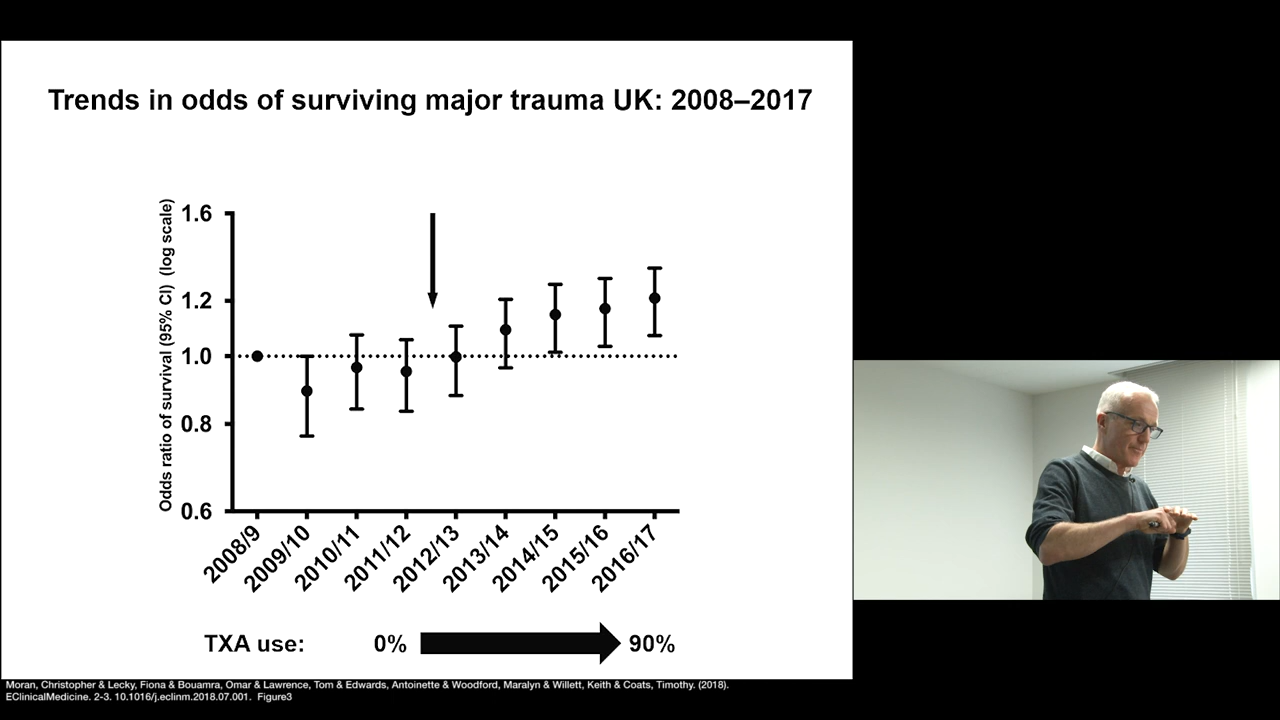 Trends in odds of surviving major trauma UK: 2008–2017
Odds ratio of survival (95% CI) (log scale)
1.6
1.2
1.0
0.8
0.6
2008/9
2009/10
2010/11
2011/12
2012/13
2013/14
2014/15
2015/16
2016/17
TXA use: 0% 90%
Moran, Christopher & Lecky, Fiona & Bouamra, Omar & Lawrence, Tom & Edwards, Antoinette & Woodford, Maralyn & Willett, Keith & Coats, Timothy. (2018).
EClinicalMedicine. 2-3. 10.1016/j.eclinm.2018.07.001. Figure3